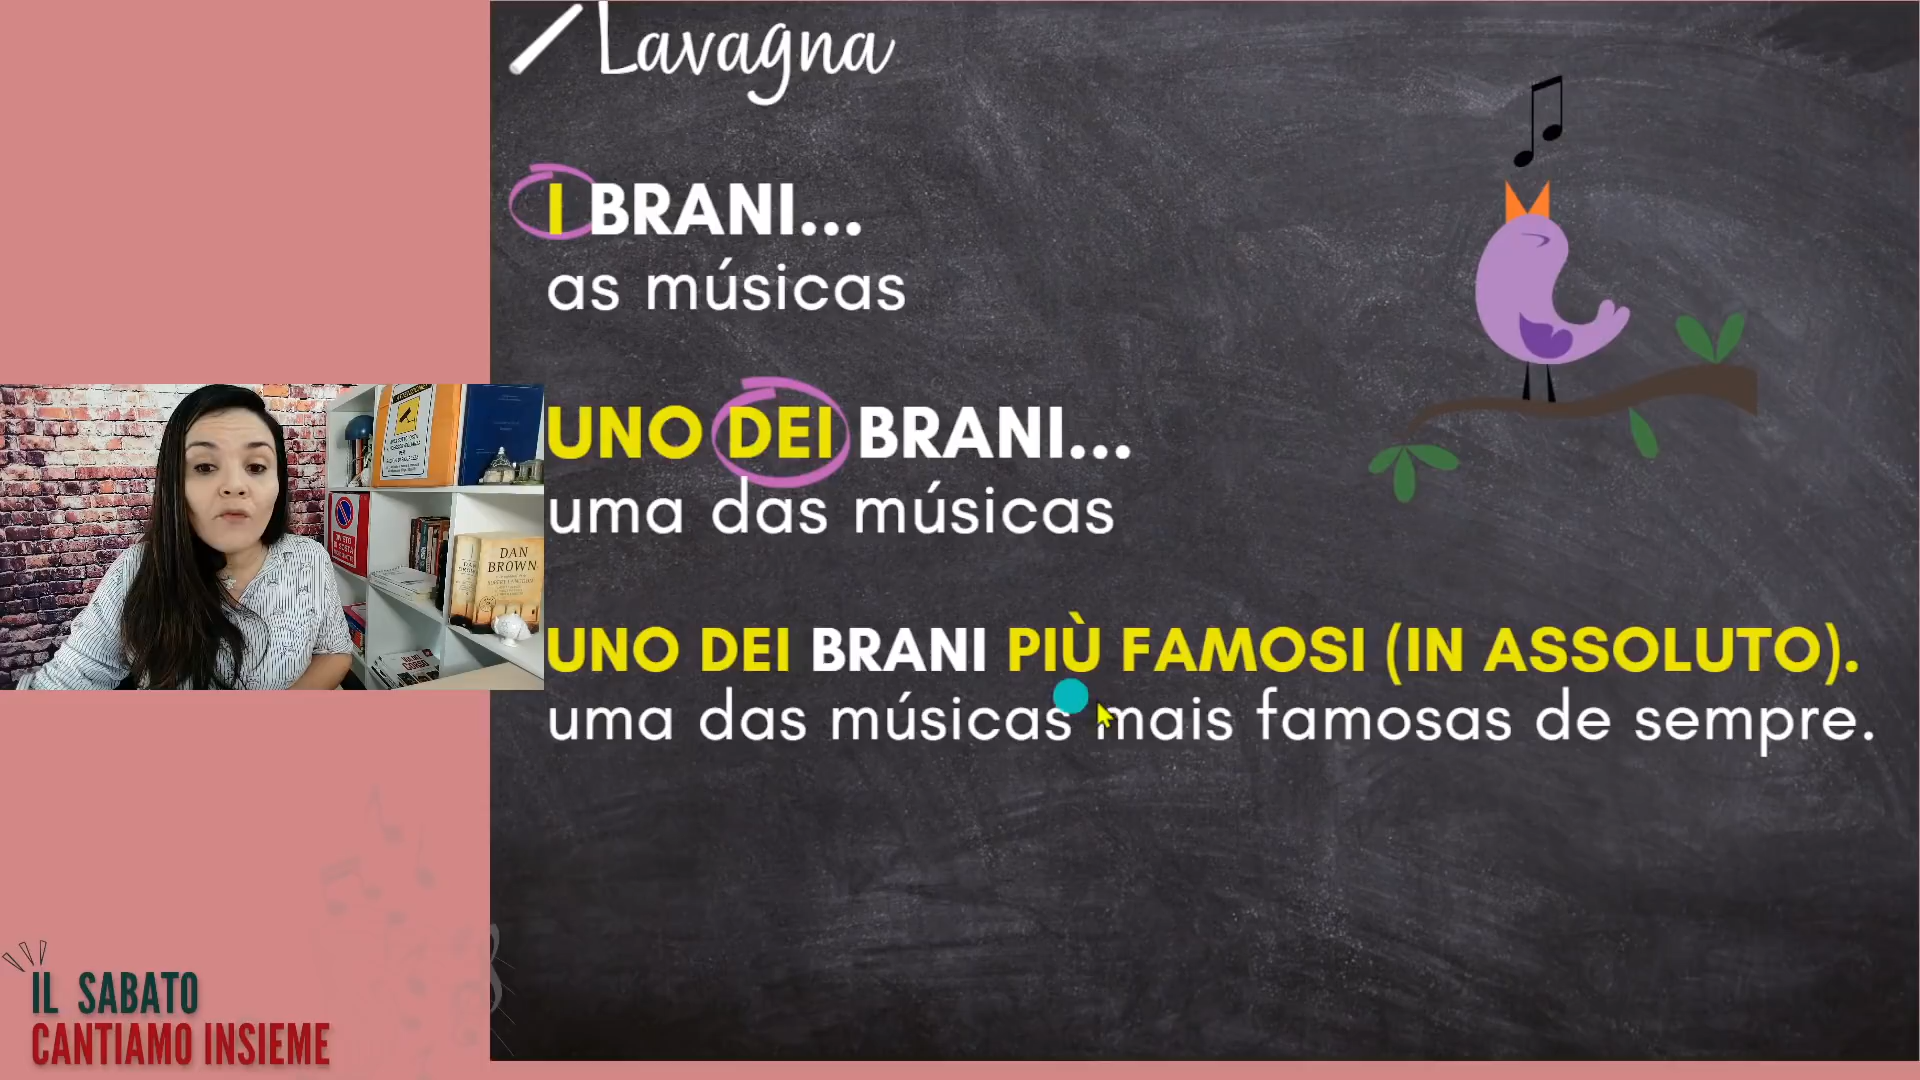 Lavagna
I BRANI...
as músicas
UNO DEI BRANI...
uma das músicas
UNO DEI BRANI PIÙ FAMOSI (IN ASSOLUTO).
uma das músicas mais famosas de sempre.
DAN
BROWN
IL SABATO
CANTIAMO INSIEME